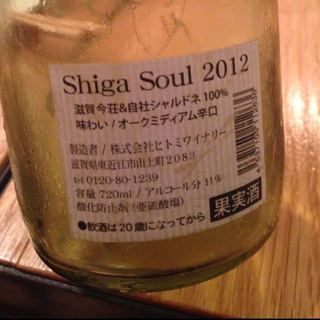 Shiga Soul 2012
滋賀今荘&自社シャルドネ 100%
味わい / オークミディアム辛口
製造者 / 株式会社ヒトミワイナリー
滋賀県東近江市山上町2083
tel 0120-80-1239
容量 720ml / アルコール分 11%
酸化防止剤(亜硫酸塩)
果実酒
●飲酒は20歳になってから